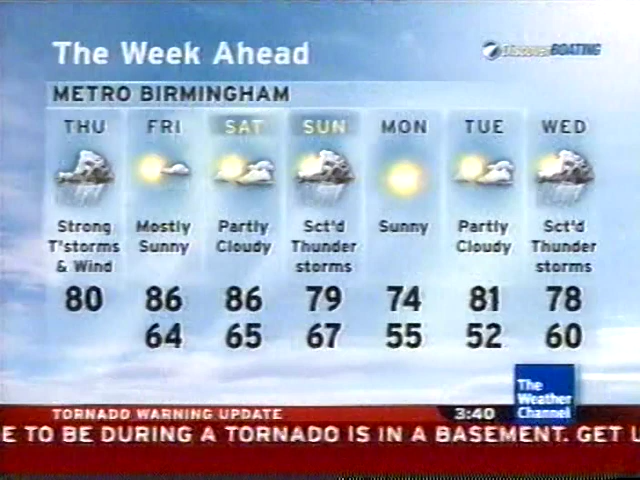 The Week Ahead
DiscoverBOATING
METRO BIRMINGHAM
THU FRI SAT SUN MON TUE WED
Strong T'storms & Wind
Mostly Sunny
Partly Cloudy
Sct'd Thunder storms
Sunny
Partly Cloudy
Sct'd Thunder storms
80 86 86 79 74 81 78
64 65 67 55 52 60
The
Weather
Channel
TORNADO WARNING UPDATE 3:40
E TO BE DURING A TORNADO IS IN A BASEMENT. GET U